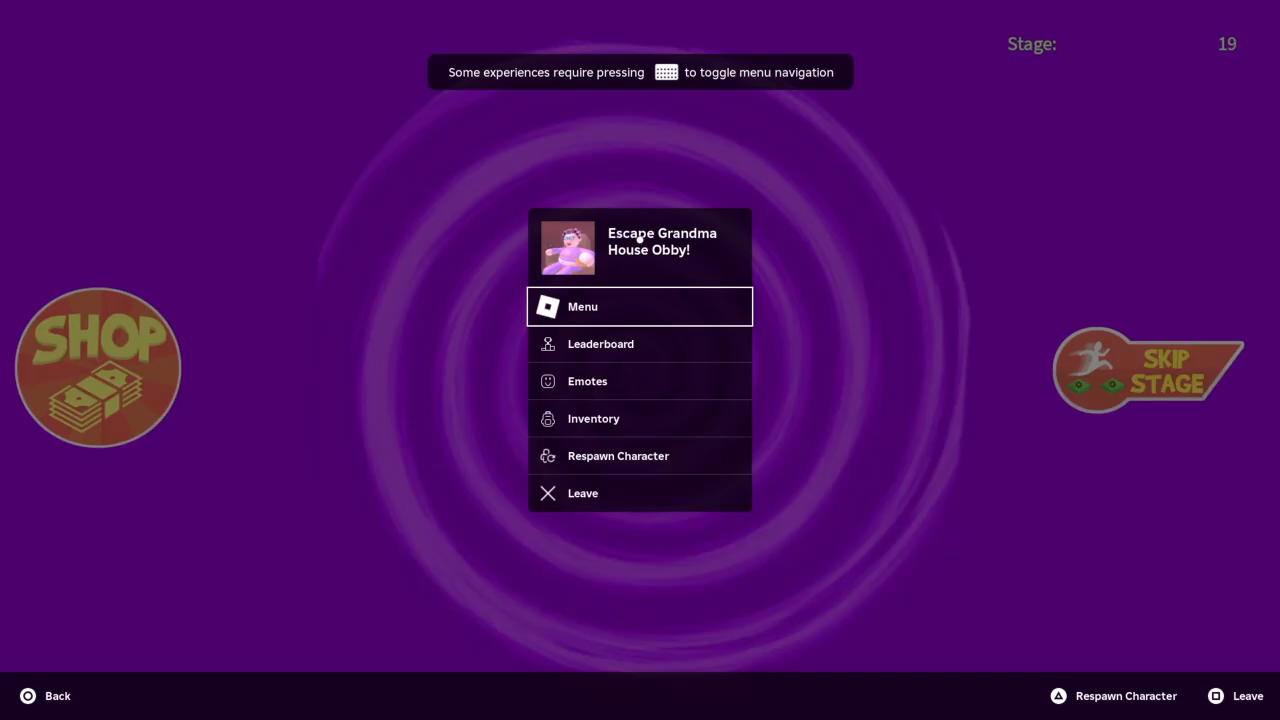 Stage: 19
Some experiences require pressing to toggle menu navigation
Escape Grandma
House Obby!
Menu
Leaderboard
Emotes
Inventory
Respawn Character
Leave
SHOP
SKIP
STAGE
Back
Respawn Character
Leave